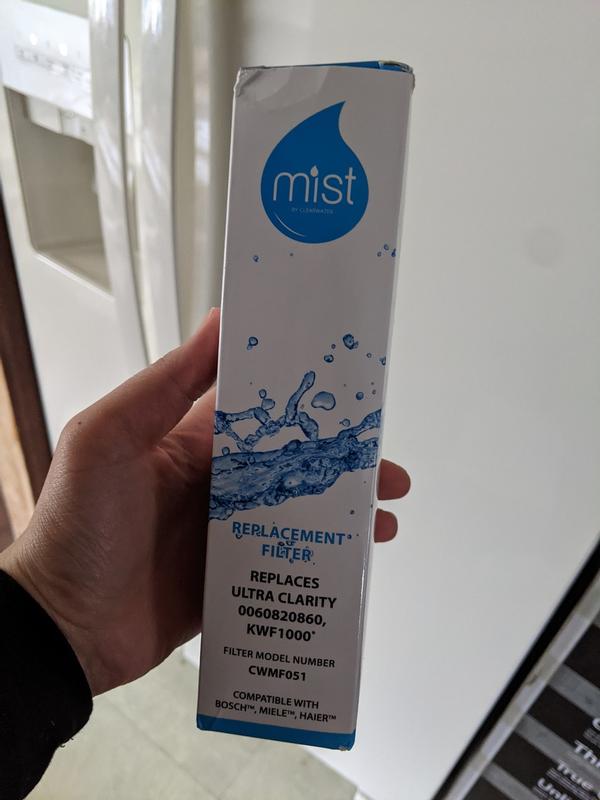 mist
BY CLEARWATER
REPLACEMENT
FILTER
REPLACES
ULTRA CLARITY
0060820860,
KWF1000*
FILTER MODEL NUMBER
CWMF051
COMPATIBLE WITH
BOSCH™, MIELE™, HAIER™
True